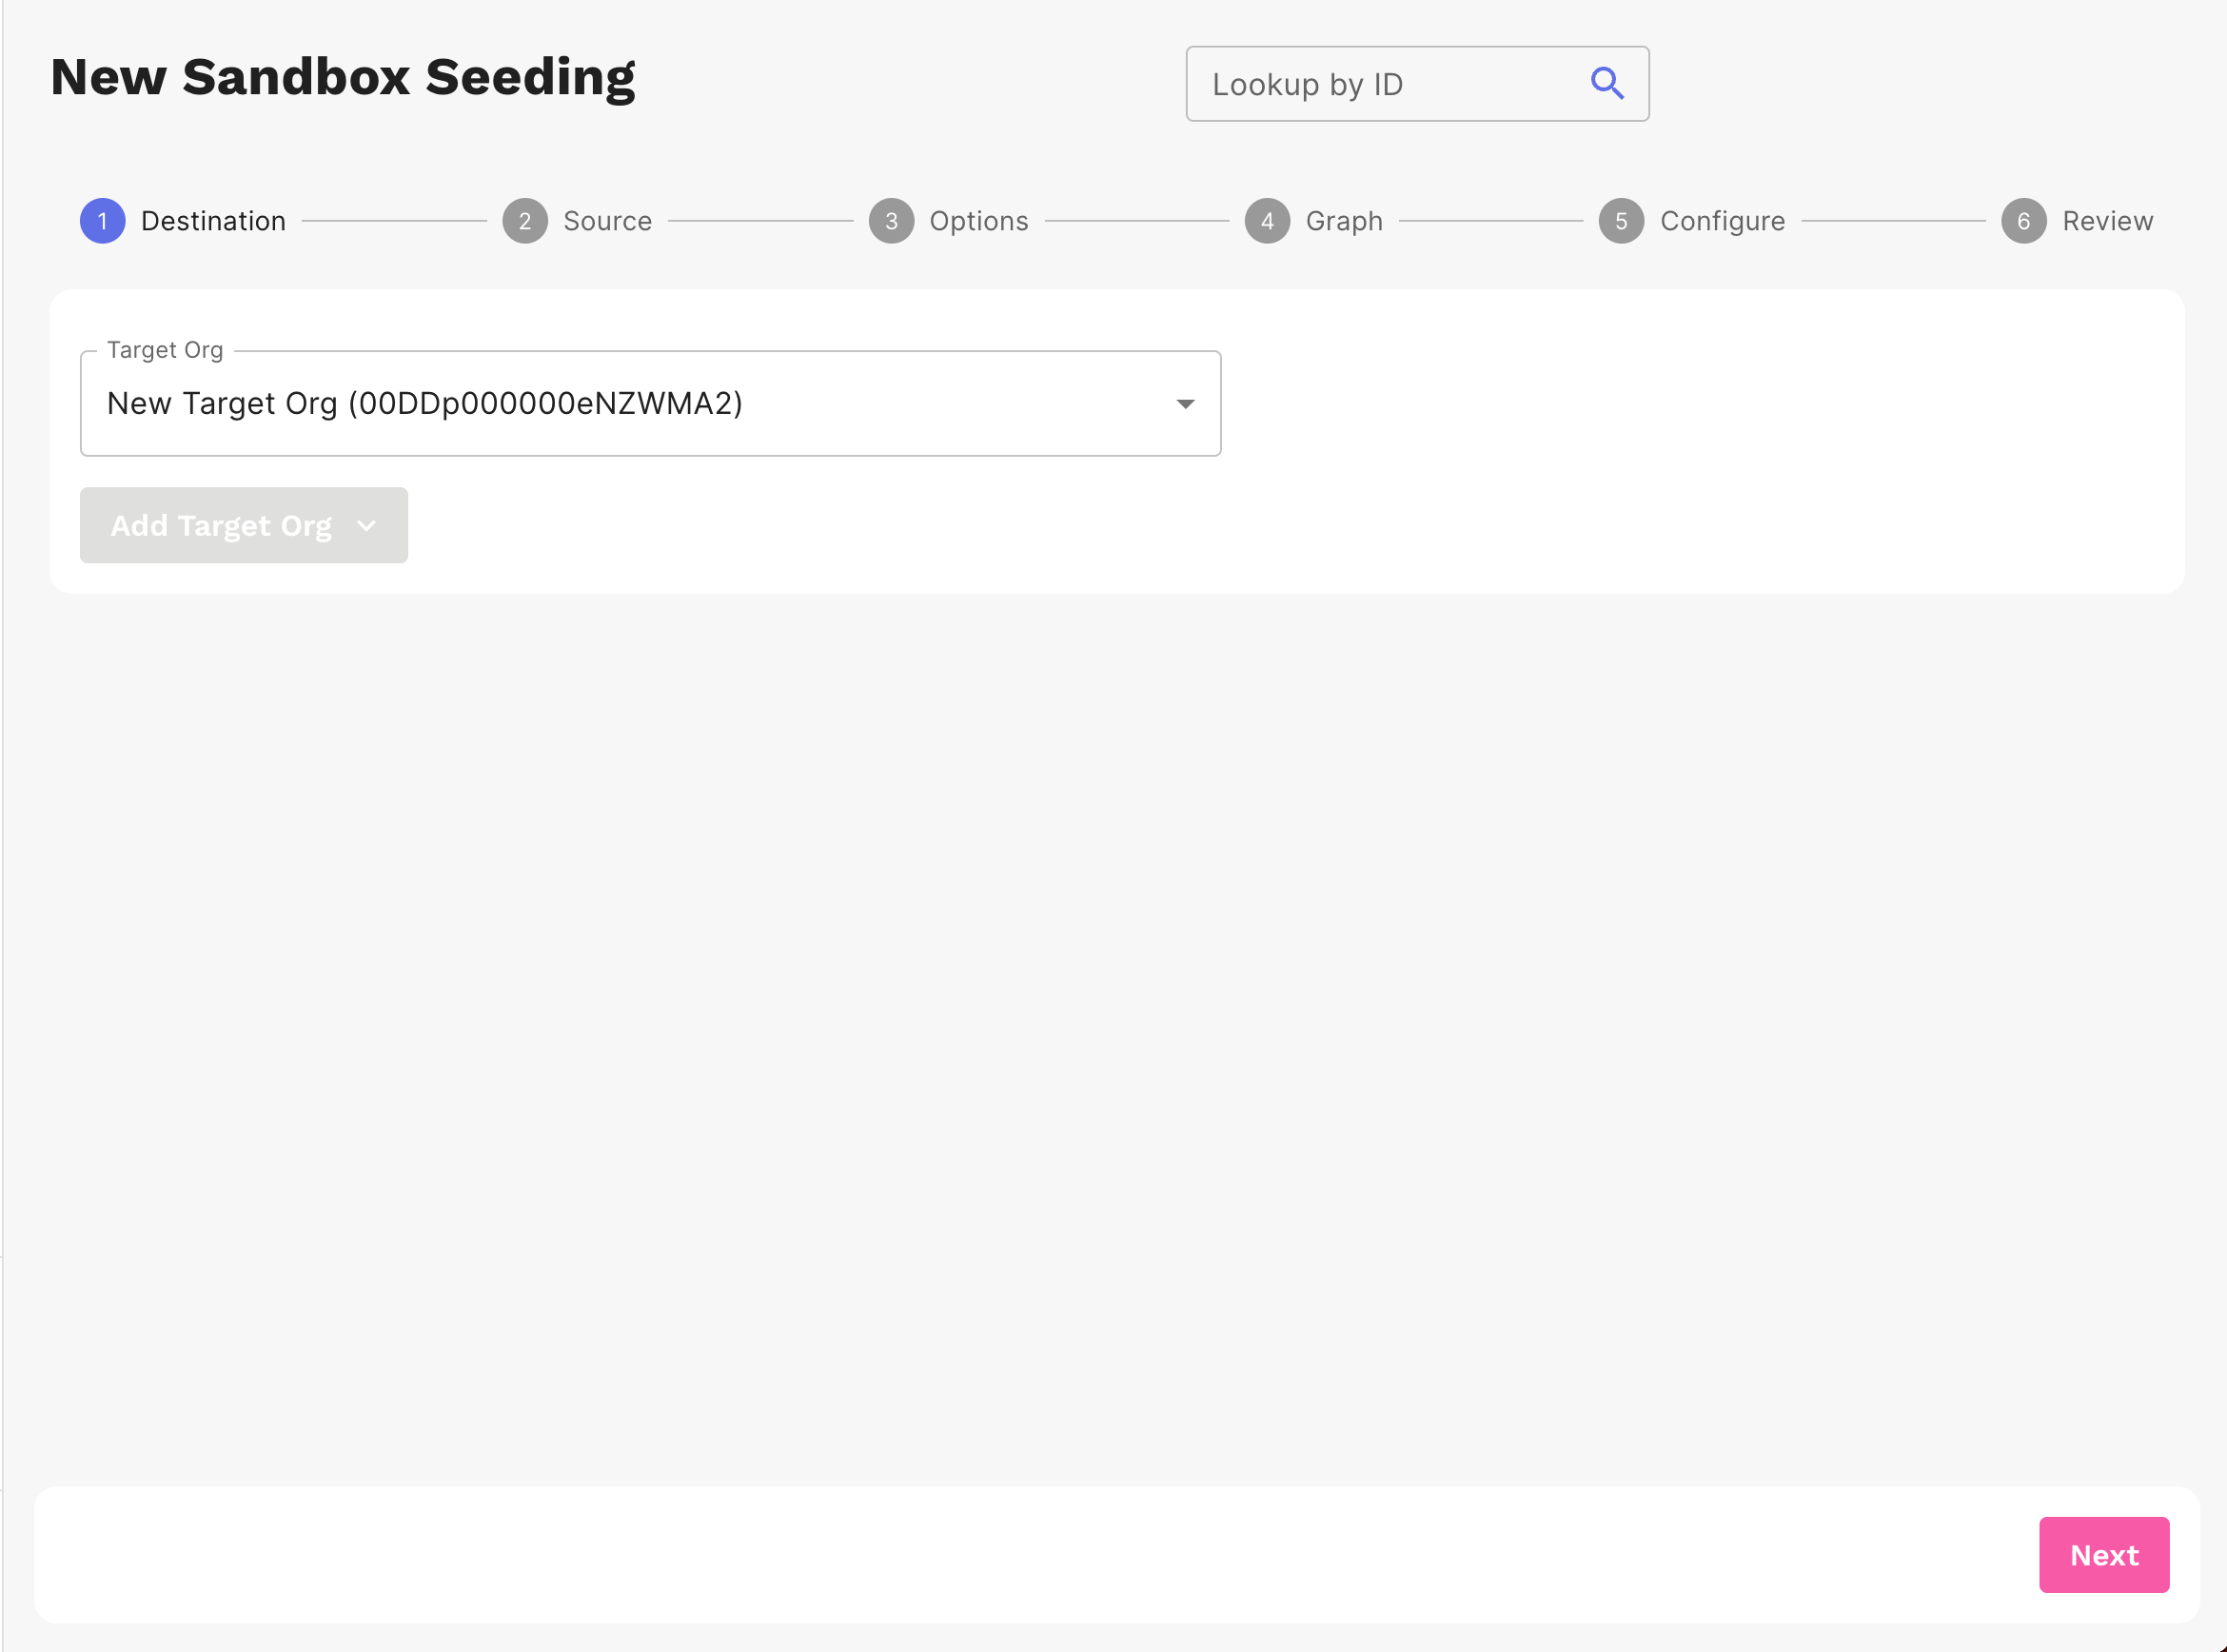 New Sandbox Seeding
Lookup by ID
1 Destination
2 Source
3 Options
4 Graph
5 Configure
6 Review
Target Org
New Target Org (00DDp000000eNZWMA2)
Add Target Org
Next